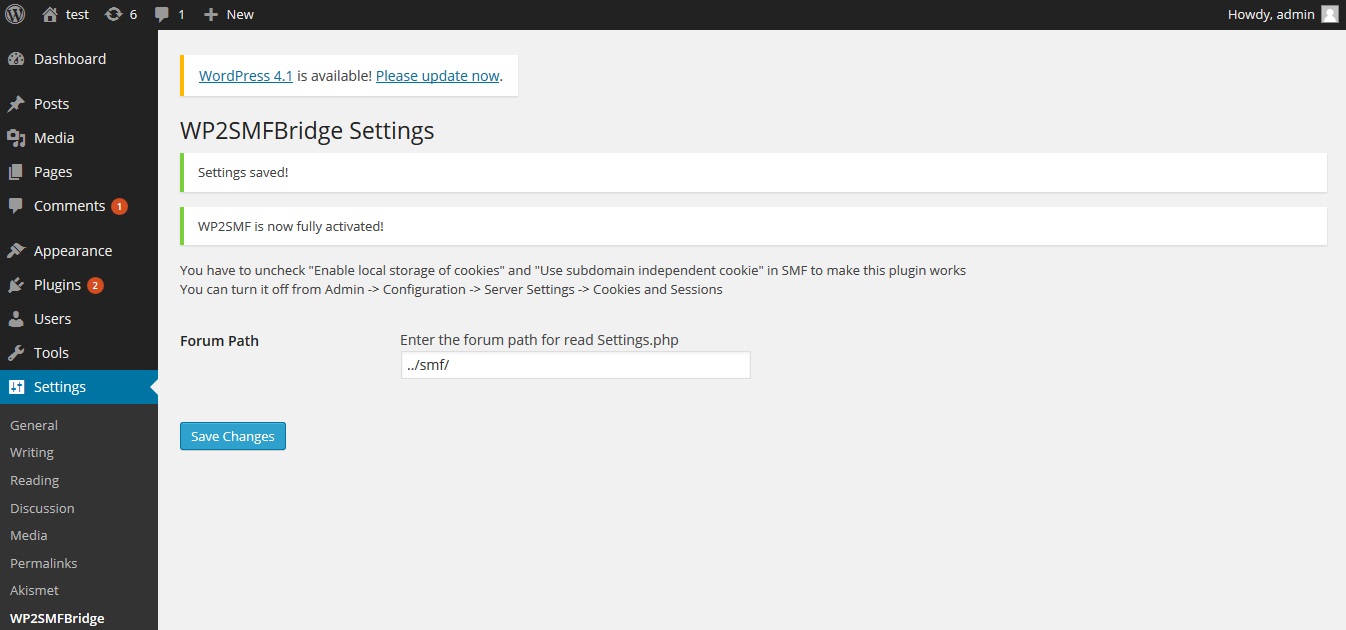 test 6 1 New Howdy, admin
Dashboard
Posts
Media
Pages
Comments 1
Appearance
Plugins 2
Users
Tools
Settings
General
Writing
Reading
Discussion
Media
Permalinks
Akismet
WP2SMFBridge
WordPress 4.1 is available! Please update now.
WP2SMFBridge Settings
Settings saved!
WP2SMF is now fully activated!
You have to uncheck "Enable local storage of cookies" and "Use subdomain independent cookie" in SMF to make this plugin works
You can turn it off from Admin -> Configuration -> Server Settings -> Cookies and Sessions
Forum Path
Enter the forum path for read Settings.php
../smf/
Save Changes